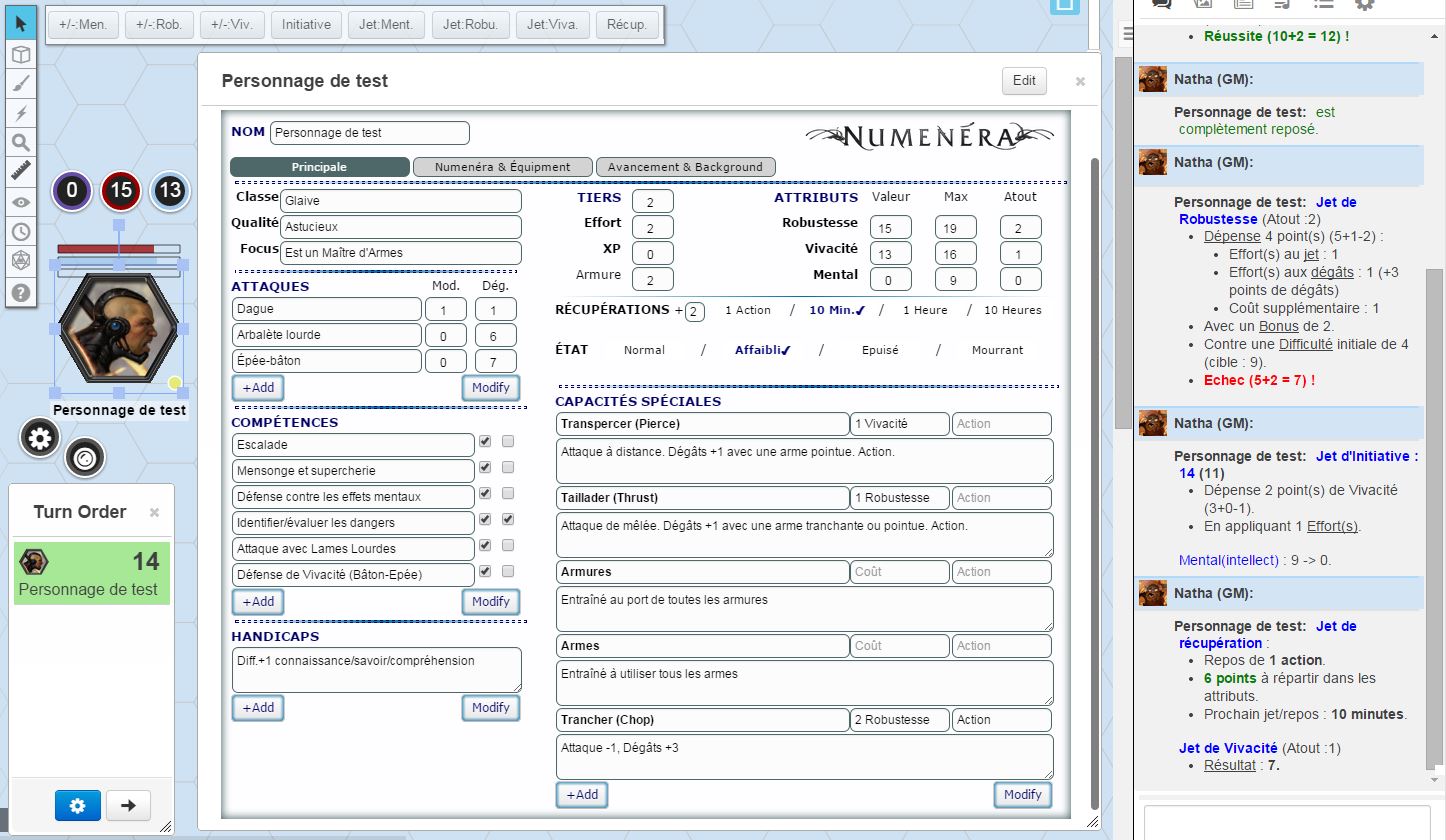 +/-:Men. +/-:Rob. +/-:Viv. Initiative Jet:Ment. Jet:Robu. Jet:Viva. Récup.
0 15 13
Personnage de test
Turn Order ×
14
Personnage de test
Personnage de test Edit ×
NOM Personnage de test
NUMENÉRA
Principale Numenéra & Équipment Avancement & Background
Classe Glaive
Qualité Astucieux
Focus Est un Maître d'Armes
TIERS 2
Effort 2
XP 0
Armure 2
ATTRIBUTS Valeur Max Atout
Robustesse 15 19 2
Vivacité 13 16 1
Mental 0 9 0
ATTAQUES Mod. Dég.
Dague 1 1
Arbalète lourde 0 6
Épée-bâton 0 7
+Add Modify
RÉCUPÉRATIONS + 2 1 Action / 10 Min.✔ / 1 Heure / 10 Heures
ÉTAT Normal / Affaibli✔ / Epuisé / Mourrant
COMPÉTENCES
Escalade
Mensonge et supercherie
Défense contre les effets mentaux
Identifier/évaluer les dangers
Attaque avec Lames Lourdes
Défense de Vivacité (Bâton-Epée)
+Add Modify
HANDICAPS
Diff.+1 connaissance/savoir/compréhension
+Add Modify
CAPACITÉS SPÉCIALES
Transpercer (Pierce) 1 Vivacité Action
Attaque à distance. Dégâts +1 avec une arme pointue. Action.
Taillader (Thrust) 1 Robustesse Action
Attaque de mêlée. Dégâts +1 avec une arme tranchante ou pointue. Action.
Armures Coût Action
Entraîné au port de toutes les armures
Armes Coût Action
Entraîné à utiliser tous les armes
Trancher (Chop) 2 Robustesse Action
Attaque -1, Dégâts +3
+Add Modify
Réussite (10+2 = 12) !
Natha (GM):
Personnage de test: est
complètement reposé.
Natha (GM):
Personnage de test: Jet de
Robustesse (Atout :2)
Dépense 4 point(s) (5+1-2) :
Effort(s) au jet : 1
Effort(s) aux dégâts : 1 (+3
points de dégâts)
Coût supplémentaire : 1
Avec un Bonus de 2.
Contre une Difficulté initiale de 4
(cible : 9).
Echec (5+2 = 7) !
Natha (GM):
Personnage de test: Jet d'Initiative :
14 (11)
Dépense 2 point(s) de Vivacité
(3+0-1).
En appliquant 1 Effort(s).
Mental(intellect) : 9 -> 0.
Natha (GM):
Personnage de test: Jet de
récupération :
Repos de 1 action.
6 points à répartir dans les
attributs.
Prochain jet/repos : 10 minutes.
Jet de Vivacité (Atout :1)
Résultat : 7.